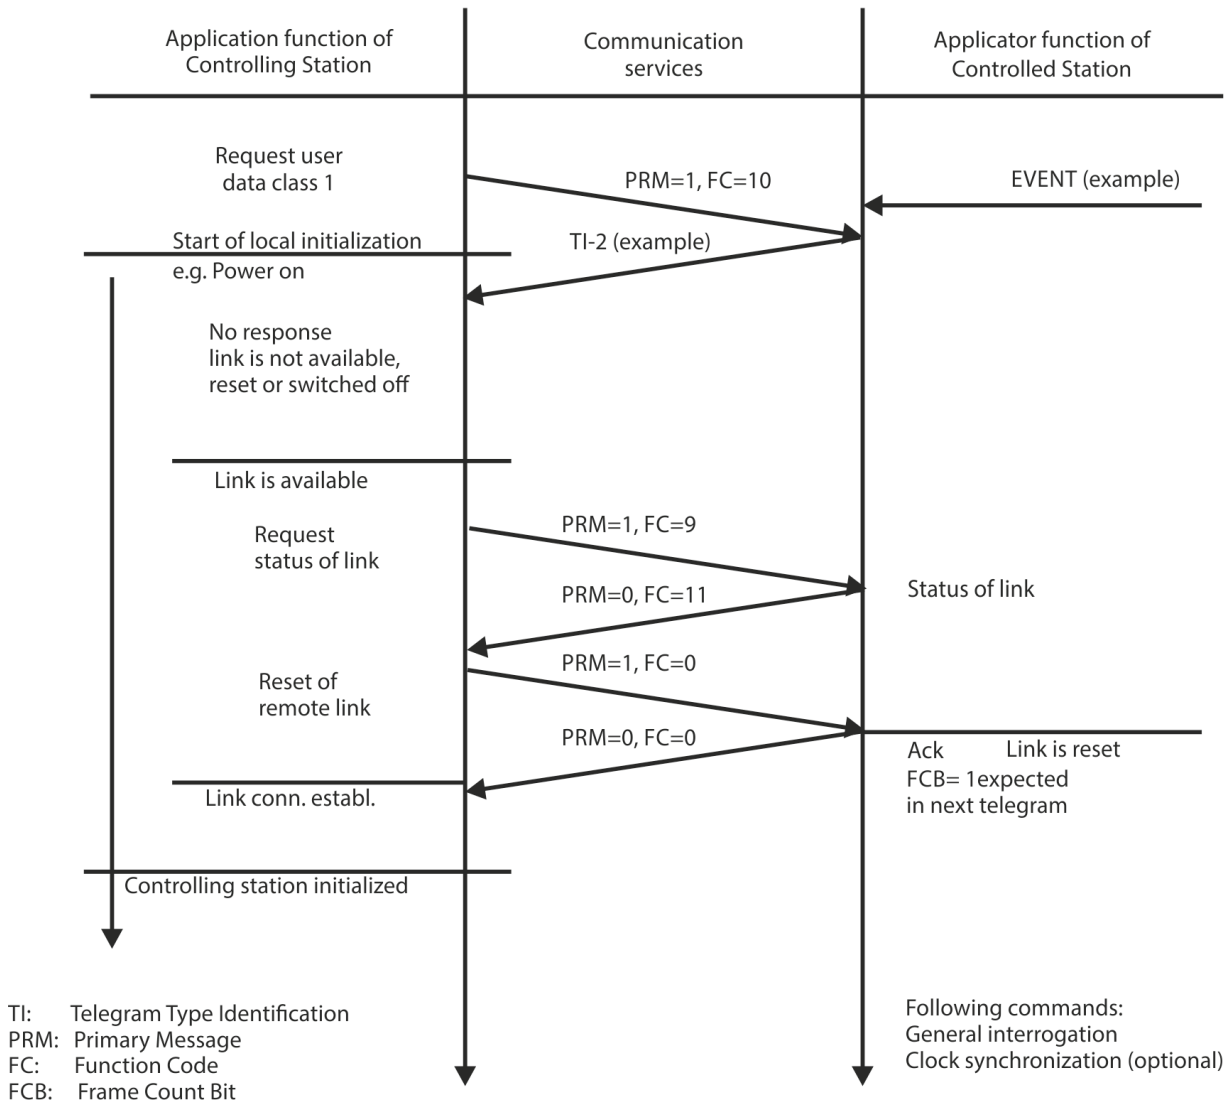 Application function of
Controlling Station
Communication
services
Applicator function of
Controlled Station
Request user
data class 1
PRM=1, FC=10
EVENT (example)
Start of local initialization
TI-2 (example)
e.g. Power on
No response
link is not available,
reset or switched off
Link is available
Request
status of link
PRM=1, FC=9
PRM=0, FC=11
Status of link
Reset of
remote link
PRM=1, FC=0
PRM=0, FC=0
Ack Link is reset
FCB= 1expected
in next telegram
Link conn. establ.
Controlling station initialized
TI: Telegram Type Identification
PRM: Primary Message
FC: Function Code
FCB: Frame Count Bit
Following commands:
General interrogation
Clock synchronization (optional)